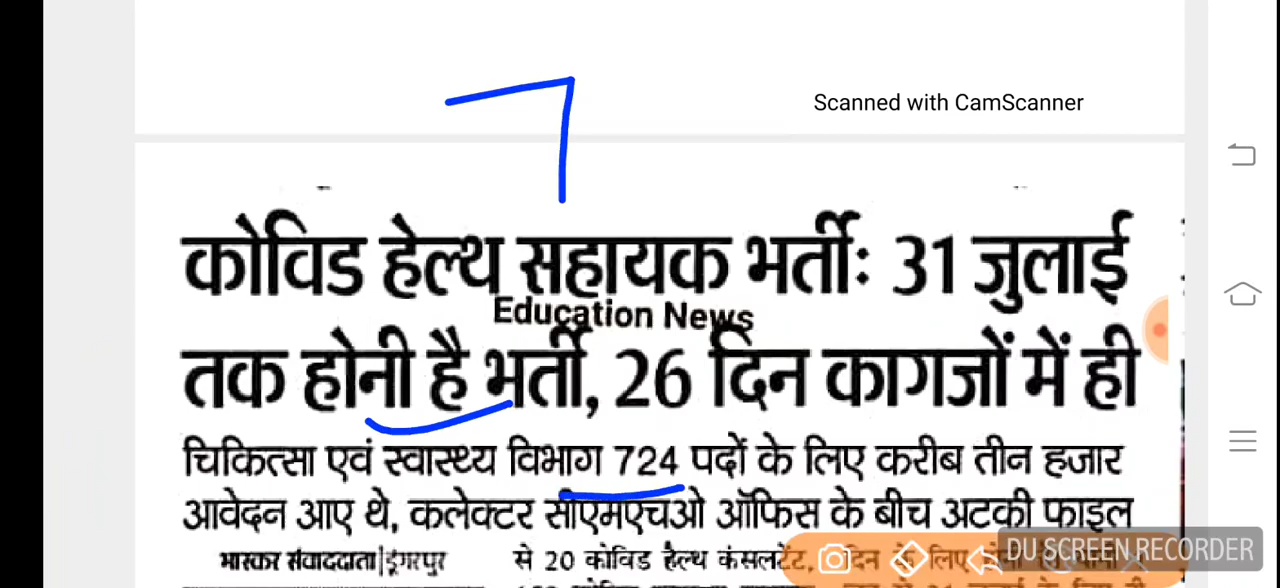 Scanned with CamScanner
कोविड हेल्थ सहायक भर्ती: 31 जुलाई
Education News
तक होनी है भर्ती, 26 दिन कागजों में ही
चिकित्सा एवं स्वास्थ्य विभाग 724 पदों के लिए करीब तीन हजार
आवेदन आए थे, कलेक्टर सीएमएचओ ऑफिस के बीच अटकी फाइल
भास्कर संवाददाता|डूंगरपुर
से 20 कोविड हैल्थ कंसलटेंट,
दिन के लिए
DU SCREEN RECORDER